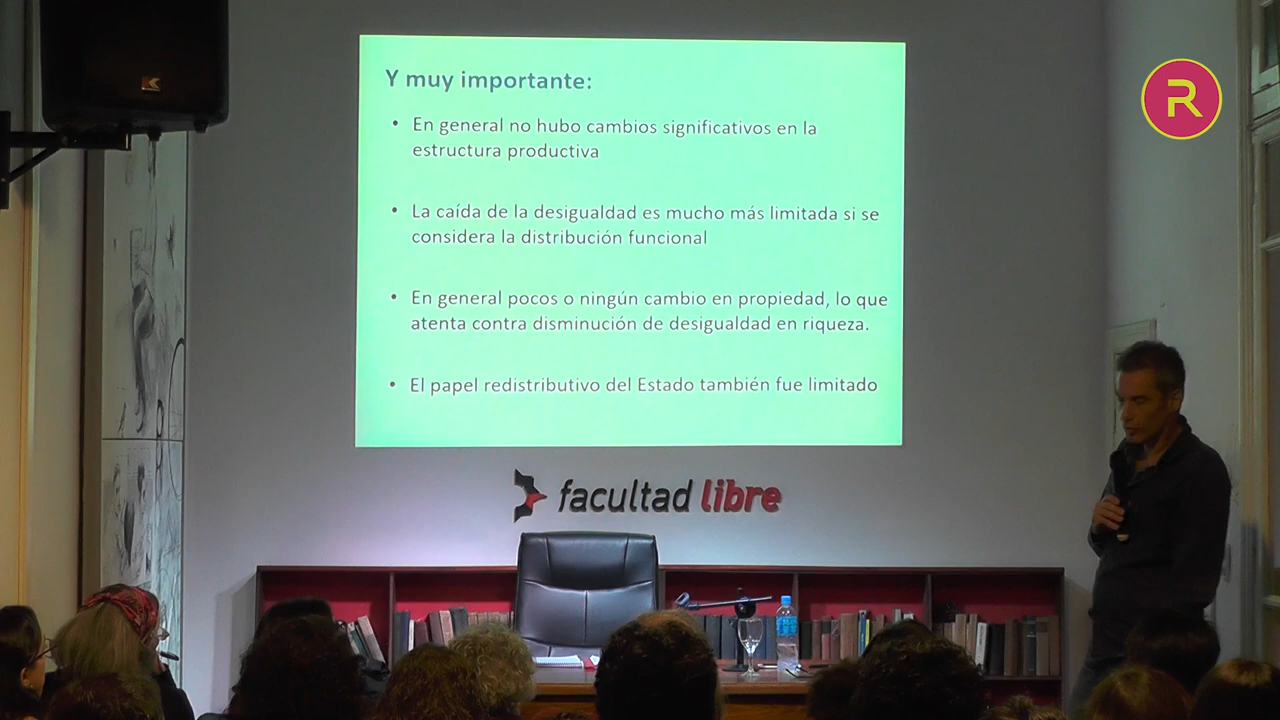 Y muy importante:
• En general no hubo cambios significativos en la
estructura productiva
• La caída de la desigualdad es mucho más limitada si se
considera la distribución funcional
• En general pocos o ningún cambio en propiedad, lo que
atenta contra disminución de desigualdad en riqueza.
• El papel redistributivo del Estado también fue limitado
facultad libre
R